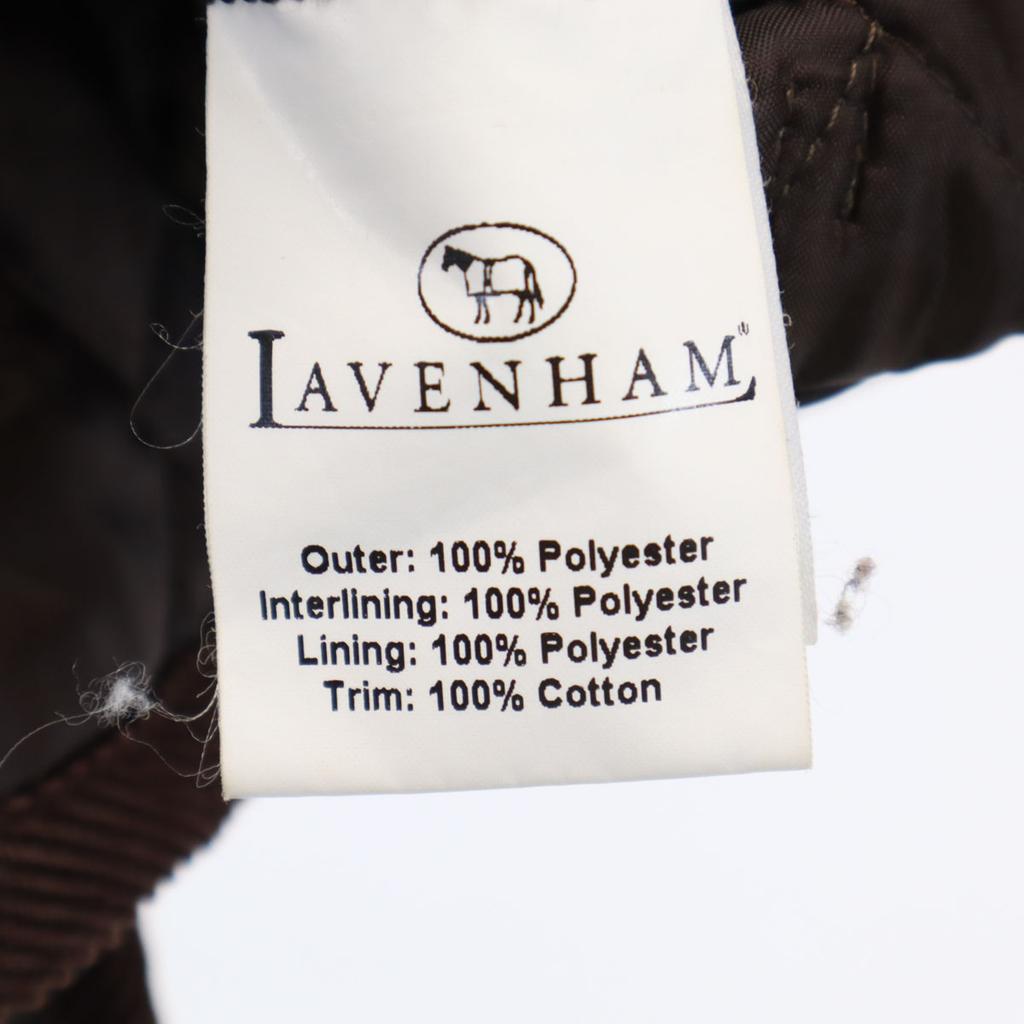 LAVENHAM
Outer: 100% Polyester
Interlining: 100% Polyester
Lining: 100% Polyester
Trim: 100% Cotton